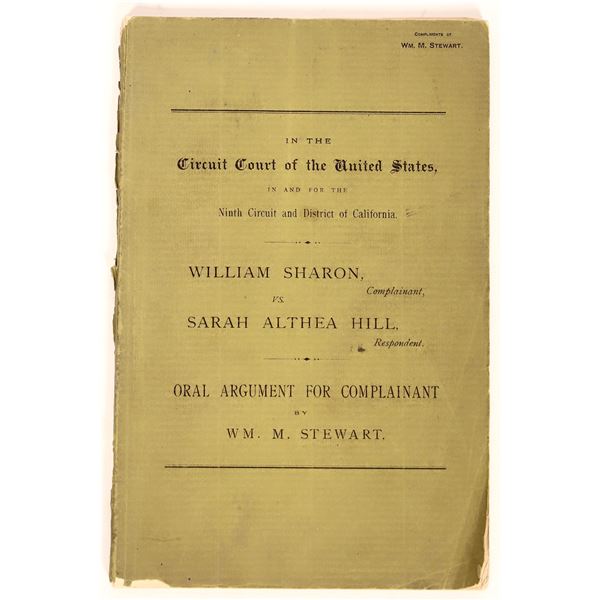 COMPLIMENTS OF
WM. M. STEWART.
IN THE
Circuit Court of the United States,
IN AND FOR THE
Ninth Circuit and District of California.
WILLIAM SHARON,
Complainant,
VS.
SARAH ALTHEA HILL,
Respondent.
ORAL ARGUMENT FOR COMPLAINANT
BY
WM. M. STEWART.